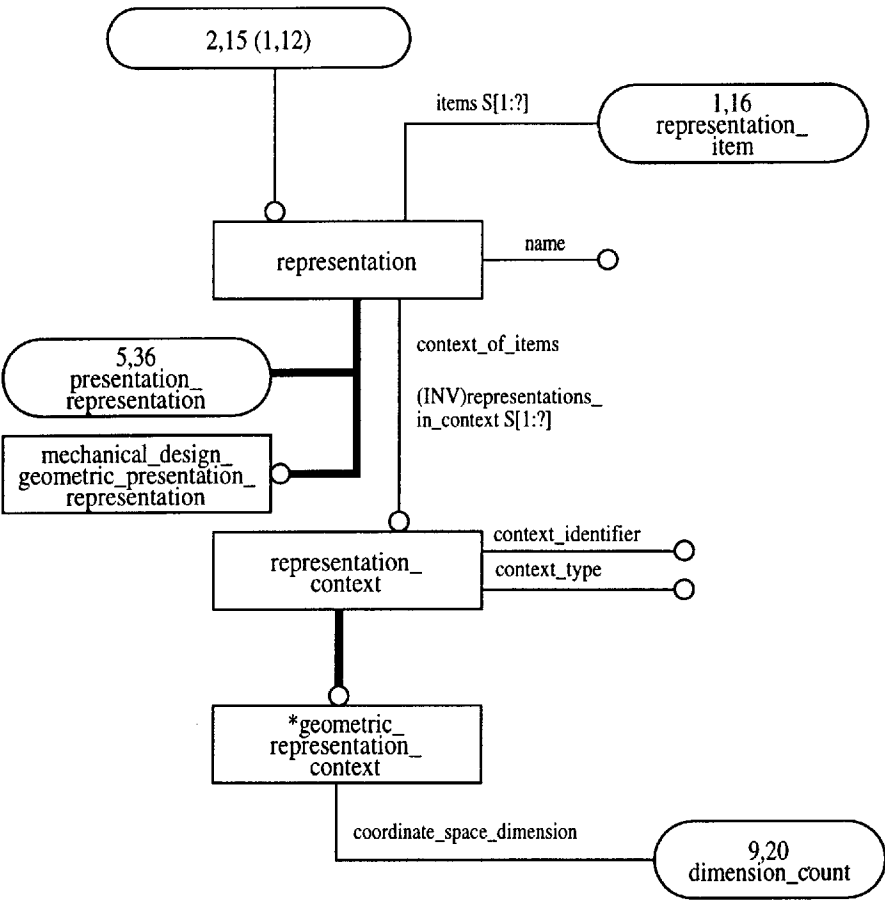 2,15 (1,12)
items S[1:?]
1,16
representation_
item
representation
name
context_of_items
5,36
presentation_
representation
(INV)representations_
in_context S[1:?]
mechanical_design_
geometric_presentation_
representation
context_identifier
representation_
context
context_type
*geometric_
representation_
context
coordinate_space_dimension
9,20
dimension_count